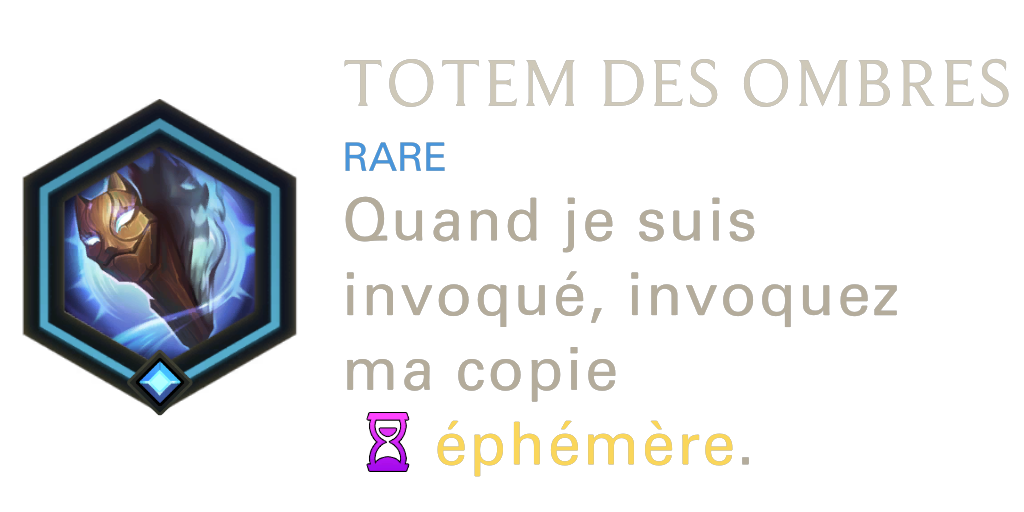 TOTEM DES OMBRES
RARE
Quand je suis
invoqué, invoquez
ma copie
éphémère.